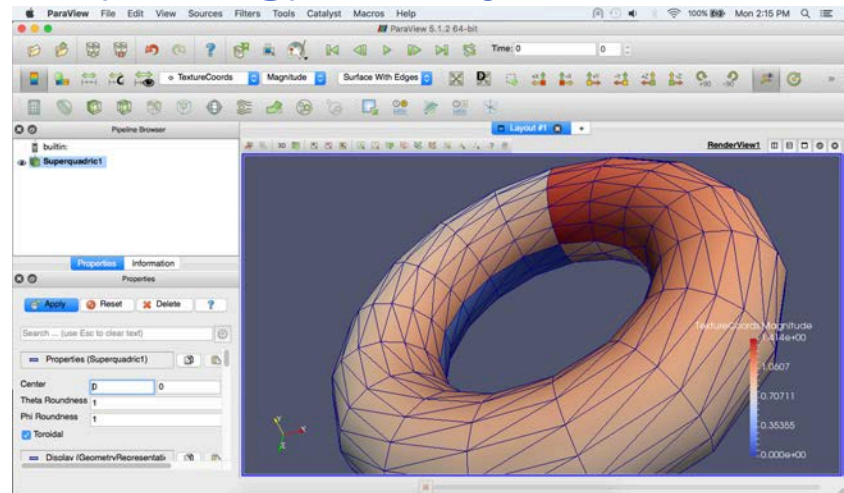 ParaView File Edit View Sources Filters Tools Catalyst Macros Help 100% Mon 2:15 PM
ParaView 5.1.2 64-bit
Time: 0 0
TextureCoords Magnitude Surface With Edges
Pipeline Browser
Layout #1
builtin:
3D
RenderView1
Superquadric1
Properties Information
Properties
Apply Reset Delete ?
Search ... (use Esc to clear text)
Properties (Superquadric1)
Center 0 0
Theta Roundness 1
Phi Roundness 1
Toroidal
Display (GeometryRepresentati
TextureCoords Magnitude
1.414e+00
1.0607
0.70711
0.35355
0.000e+00